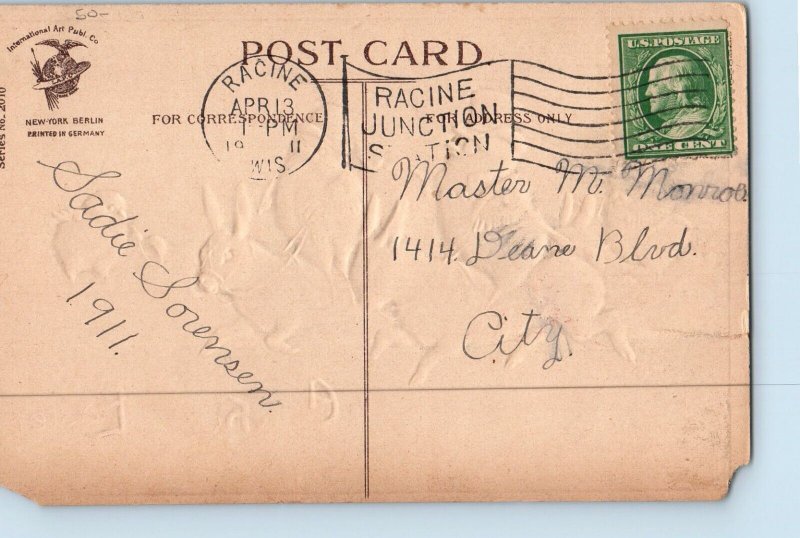 50-
International Art Publ. Co
NEW-YORK BERLIN
PRINTED IN GERMANY
Series No. 2010
POST CARD
FOR CORRESPONDENCE
FOR ADDRESS ONLY
RACINE
APR 13
1-PM
19 11
WIS
RACINE
JUNCTION
STATION
U.S. POSTAGE
ONE CENT
Master M. Monroe
1414 Deane Blvd.
City.
Sadie Sorensen.
1911.